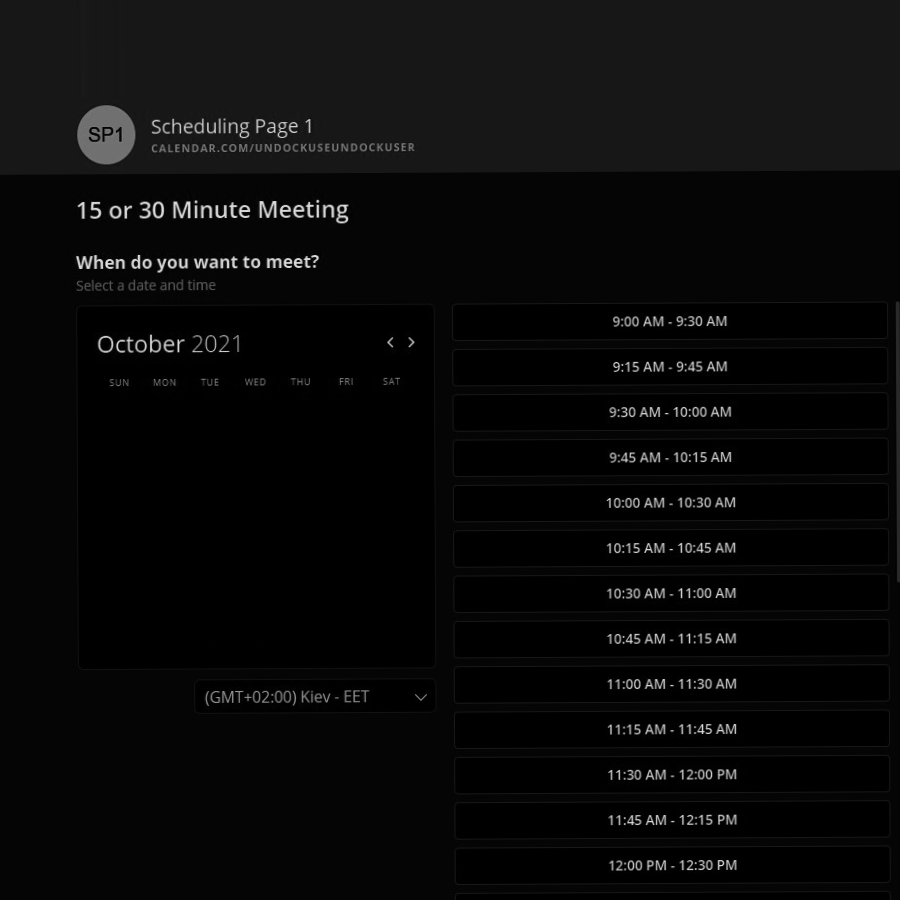 SP1
Scheduling Page 1
CALENDAR.COM/UNDOCKUSEUNDOCKUSER
15 or 30 Minute Meeting
When do you want to meet?
Select a date and time
October 2021
SUN MON TUE WED THU FRI SAT
(GMT+02:00) Kiev - EET
9:00 AM - 9:30 AM
9:15 AM - 9:45 AM
9:30 AM - 10:00 AM
9:45 AM - 10:15 AM
10:00 AM - 10:30 AM
10:15 AM - 10:45 AM
10:30 AM - 11:00 AM
10:45 AM - 11:15 AM
11:00 AM - 11:30 AM
11:15 AM - 11:45 AM
11:30 AM - 12:00 PM
11:45 AM - 12:15 PM
12:00 PM - 12:30 PM